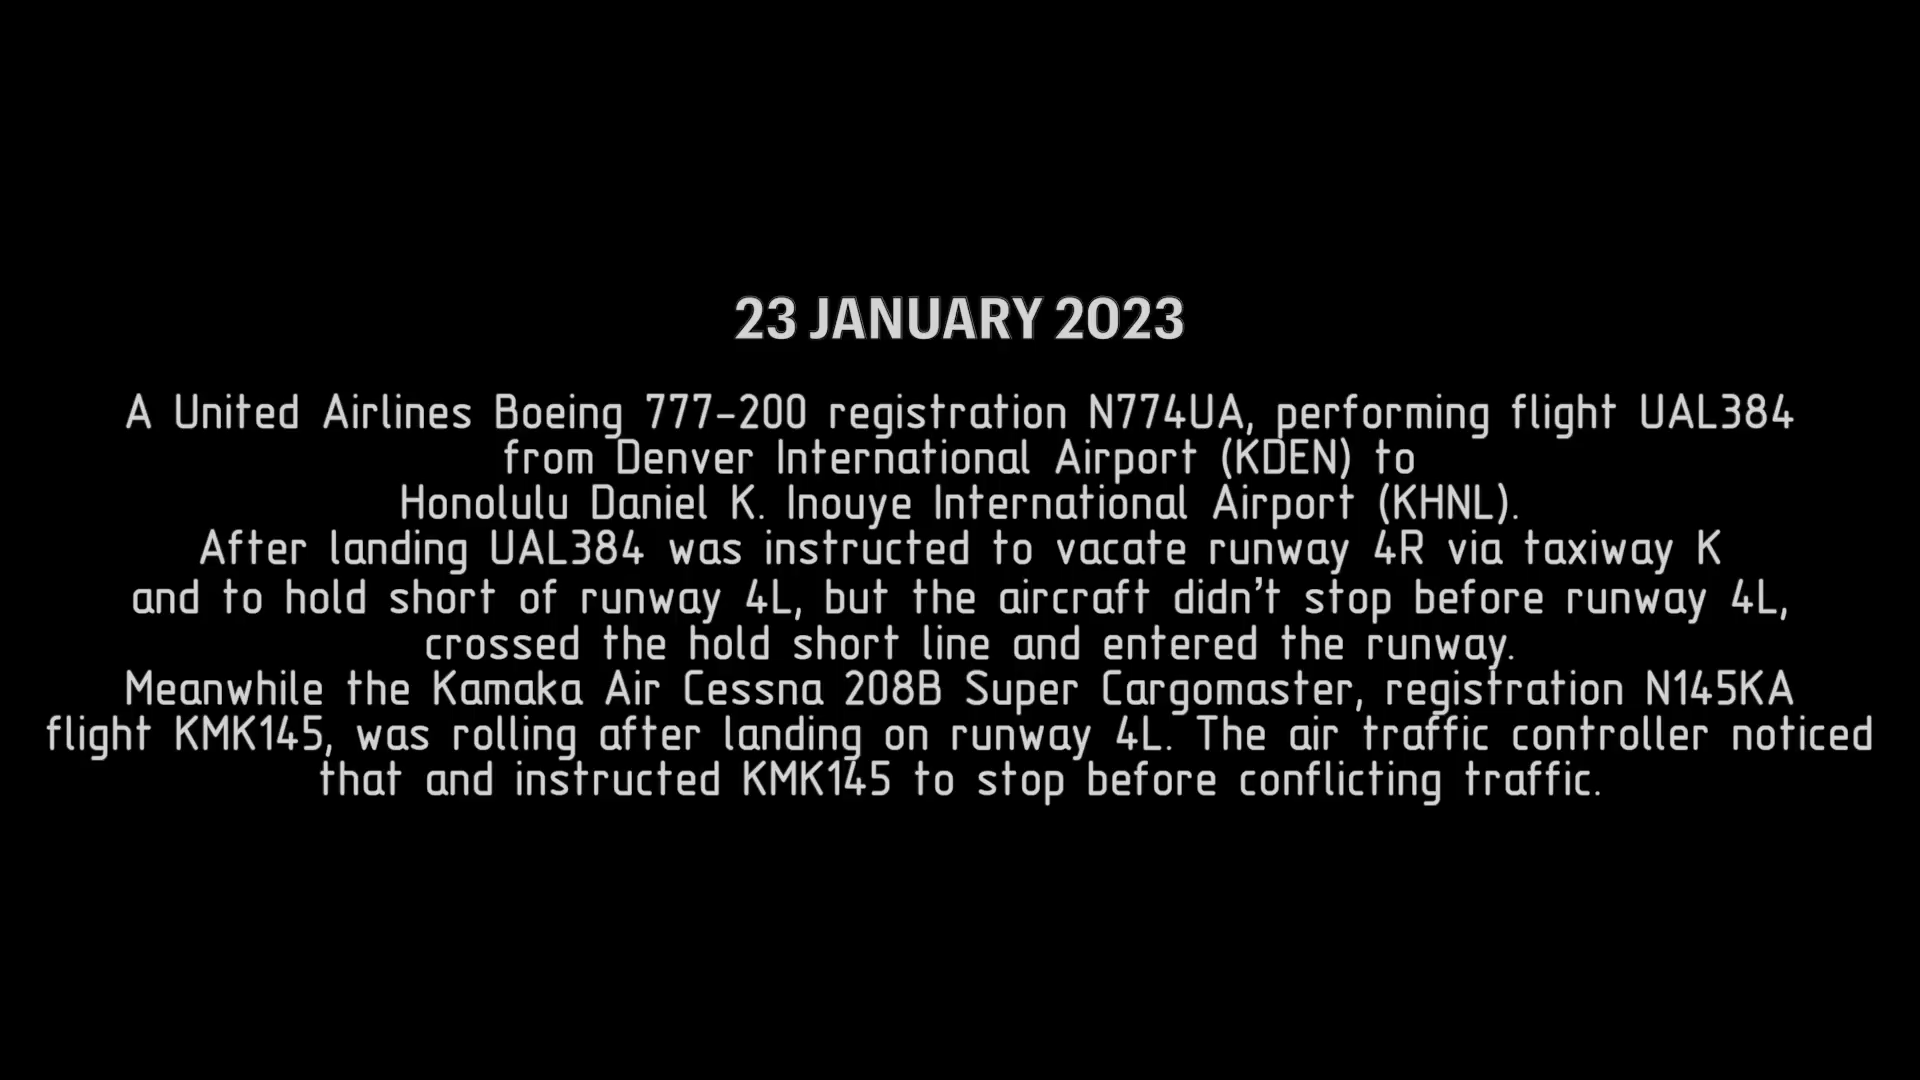 23 JANUARY 2023
A United Airlines Boeing 777-200 registration N774UA, performing flight UAL384
from Denver International Airport (KDEN) to
Honolulu Daniel K. Inouye International Airport (KHNL).
After landing UAL384 was instructed to vacate runway 4R via taxiway K
and to hold short of runway 4L, but the aircraft didn't stop before runway 4L,
crossed the hold short line and entered the runway.
Meanwhile the Kamaka Air Cessna 208B Super Cargomaster, registration N145KA
flight KMK145, was rolling after landing on runway 4L. The air traffic controller noticed
that and instructed KMK145 to stop before conflicting traffic.